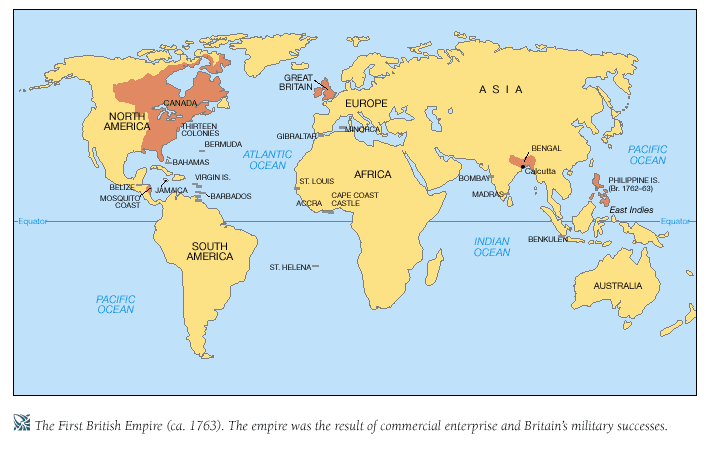 GREAT
BRITAIN
EUROPE
A S I A
CANADA
NORTH
AMERICA
THIRTEEN
COLONIES
BERMUDA
GIBRALTAR
MINORCA
ATLANTIC
OCEAN
BAHAMAS
BENGAL
Calcutta
PACIFIC
OCEAN
AFRICA
VIRGIN IS.
ST. LOUIS
BOMBAY
PHILIPPINE IS.
(Br. 1762–63)
BELIZE
JAMAICA
MOSQUITO
COAST
BARBADOS
ACCRA
CAPE COAST
CASTLE
MADRAS
East Indies
Equator
Equator
SOUTH
AMERICA
INDIAN
OCEAN
BENKULEN
ST. HELENA
AUSTRALIA
PACIFIC
OCEAN
The First British Empire (ca. 1763). The empire was the result of commercial enterprise and Britain's military successes.